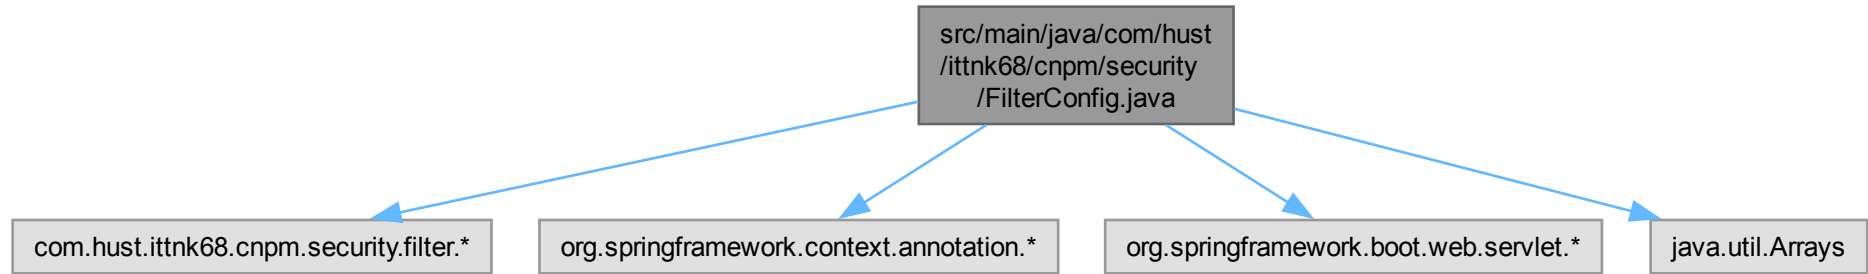 src/main/java/com/hust
/ittnk68/cnpm/security
/FilterConfig.java
com.hust.ittnk68.cnpm.security.filter.*
org.springframework.context.annotation.*
org.springframework.boot.web.servlet.*
java.util.Arrays